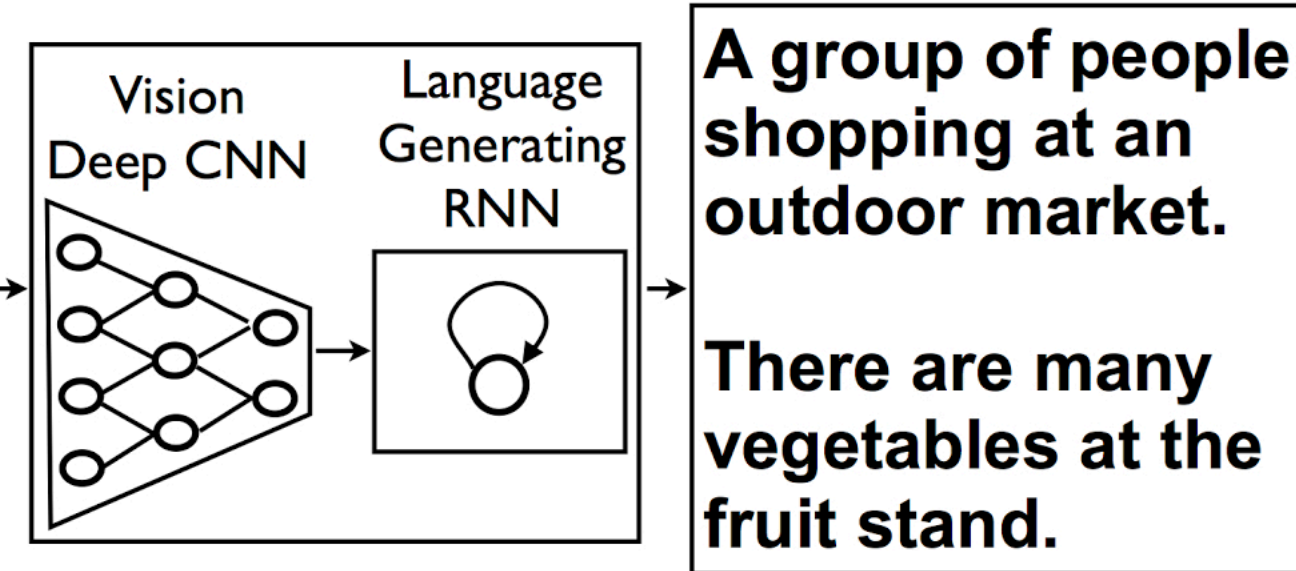 Vision
Deep CNN
Language
Generating
RNN
A group of people
shopping at an
outdoor market.
There are many
vegetables at the
fruit stand.